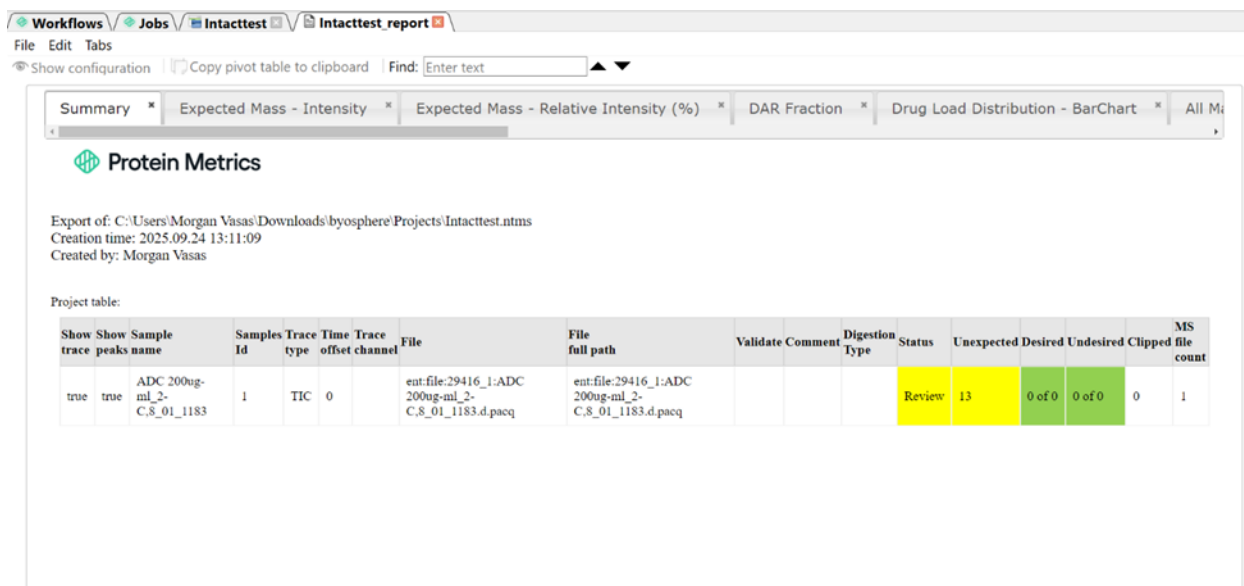 Workflows Jobs Intacttest Intacttest_report
File Edit Tabs
Show configuration Copy pivot table to clipboard Find: Enter text
Summary Expected Mass - Intensity Expected Mass - Relative Intensity (%) DAR Fraction Drug Load Distribution - BarChart All Ma
Protein Metrics
Export of: C:\Users\Morgan Vasas\Downloads\byosphere\Projects\Intacttest.ntms
Creation time: 2025.09.24 13:11:09
Created by: Morgan Vasas
Project table:
Show trace Show peaks Sample name Samples Id Trace type Time offset Trace channel File File full path Validate Comment Digestion Type Status Unexpected Desired Undesired Clipped MS file count
true true ADC 200ug-ml_2-C,8_01_1183 1 TIC 0 ent:file:29416_1:ADC 200ug-ml_2-C,8_01_1183.d.pacq ent:file:29416_1:ADC 200ug-ml_2-C,8_01_1183.d.pacq Review 13 0 of 0 0 of 0 0 1